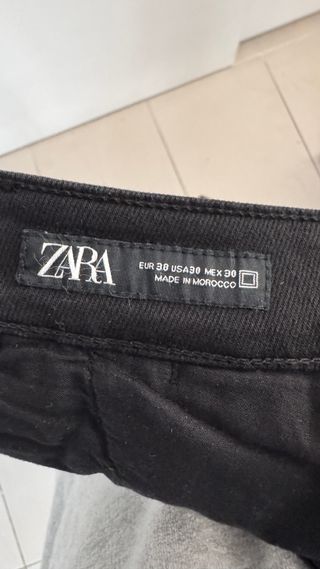 ZARA
EUR 38 USA 30 MEX 30
MADE IN MOROCCO